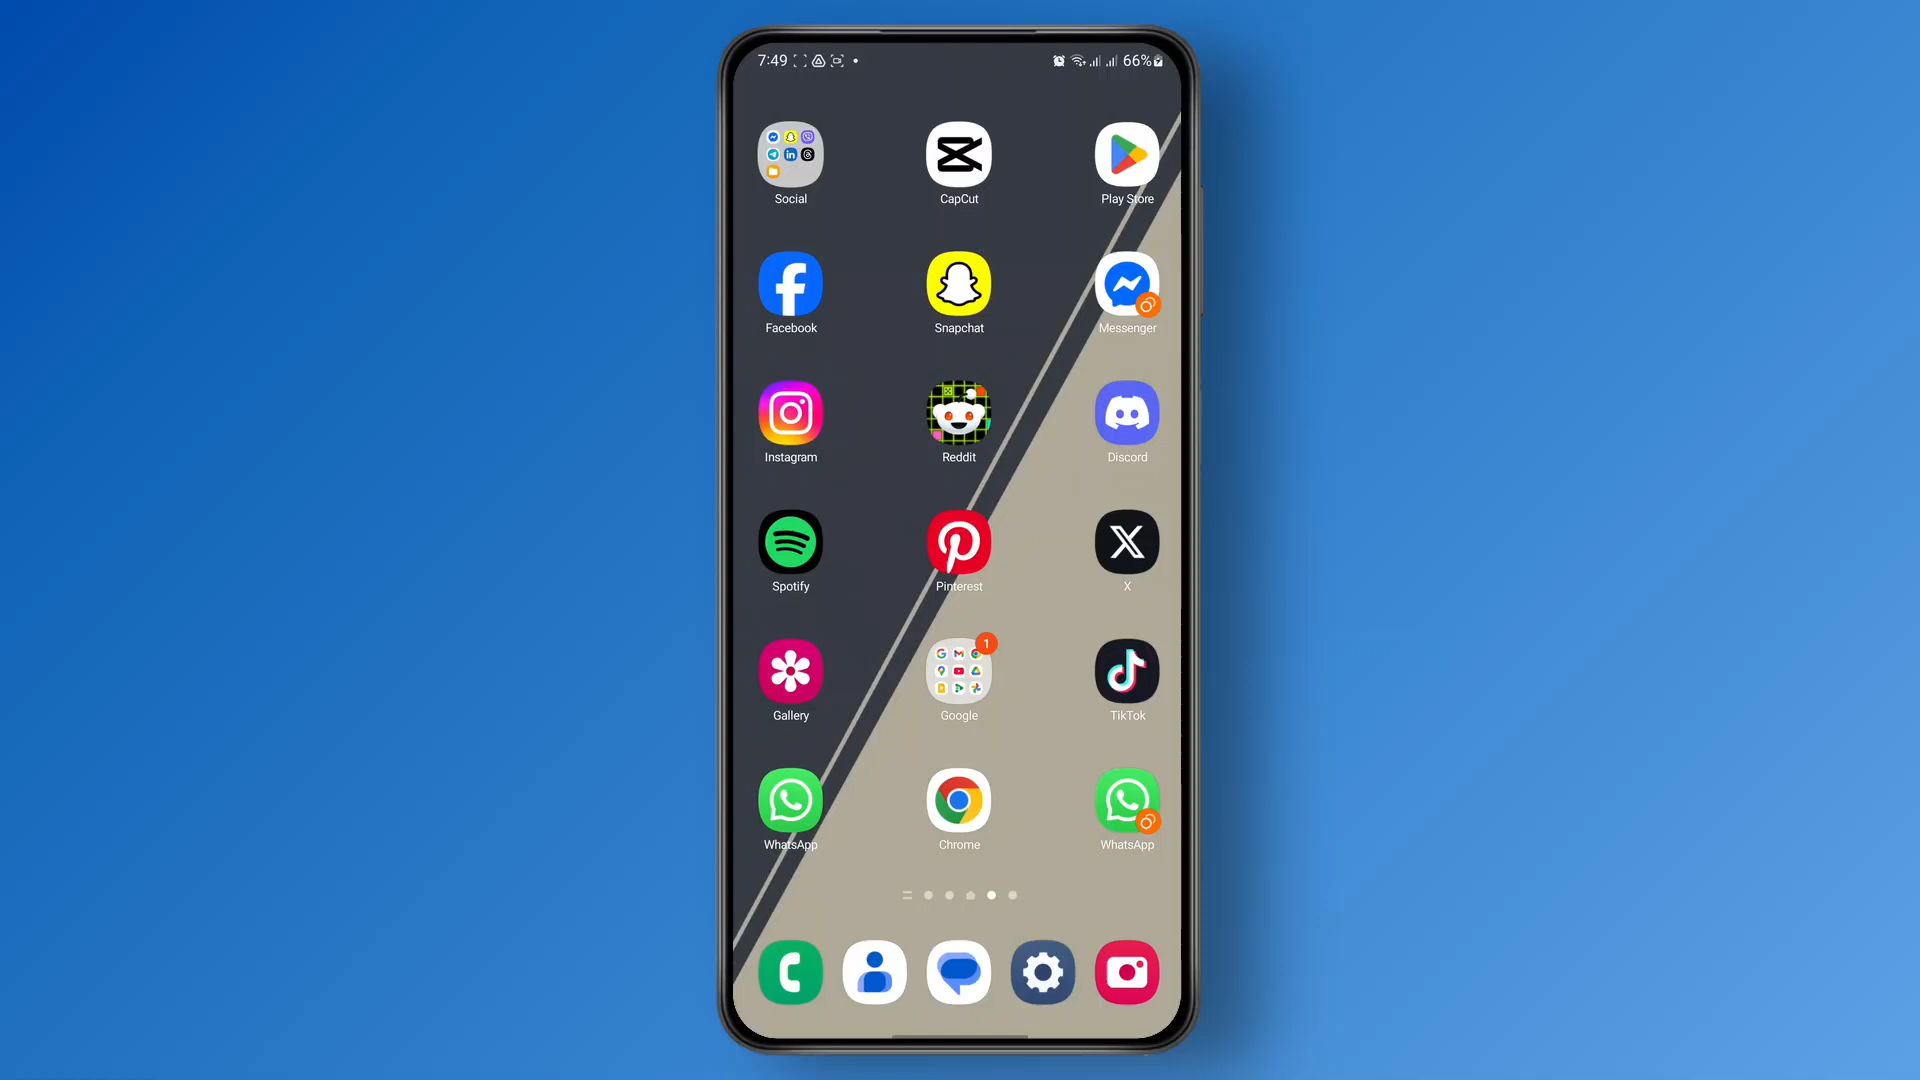 7:49 66%
Social CapCut Play Store
Facebook Snapchat Messenger
Instagram Reddit Discord
Spotify Pinterest X
1
Gallery Google TikTok
WhatsApp Chrome WhatsApp